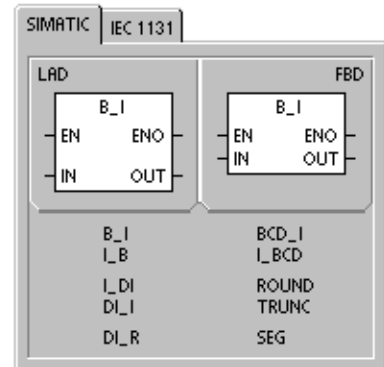 SIMATIC IEC 1131
LAD FBD
B_I B_I
EN ENO EN ENO
IN OUT IN OUT
B_I BCD_I
I_B I_BCD
I_DI ROUND
DI_I TRUNC
DI_R SEG